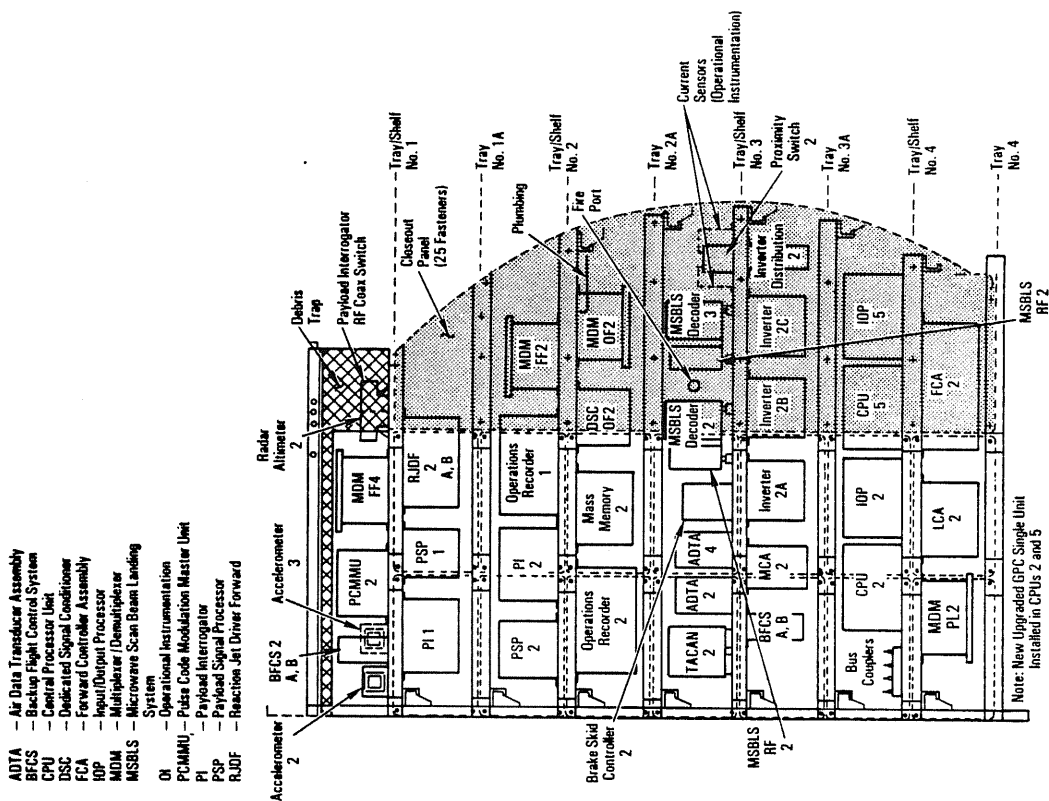 ADTA – Air Data Transducer Assembly
BFCS – Backup Flight Control System
CPU – Central Processor Unit
DSC – Dedicated Signal Conditioner
FCA – Forward Controller Assembly
IOP – Input/Output Processor
MDM – Multiplexer/Demultiplexer
MSBLS – Microwave Scan Beam Landing
System
OI – Operational Instrumentation
PCMMU, – Pulse Code Modulation Master Unit
PI – Payload Interrogator
PSP – Payload Signal Processor
RJDF – Reaction Jet Driver Forward
Accelerometer
2
BFCS 2
A, B
Accelerometer
3
Radar
Altimeter
2
Debris
Trap
Payload Interrogator
RF Coax Switch
Closeout
Panel
(25 Fasteners)
Tray/Shelf
No. 1
PCMMU
2
MDM
FF4
PI 1
PSP
1
RJDF
2
A, B
Tray
No. 1A
PSP
2
PI
2
Operations
Recorder
1
MDM
FF2
Tray/Shelf
No. 2
Plumbing
Operations
Recorder
2
Mass
Memory
2
DSC
OF2
MDM
OF2
Tray
No. 2A
Fire
Port
Current
Sensors
(Operational
Instrumentation)
Brake Skid
Controller
2
TACAN
2
ADTA
2
ADTA
4
MSBLS
Decoder
2
MSBLS
Decoder
3
Tray/Shelf
No. 3
Proximity
Switch
2
MSBLS
RF
2
BFCS
A, B
MCA
2
Inverter
2A
Inverter
2B
Inverter
2C
Inverter
Distribution
2
Tray
No. 3A
MSBLS
RF 2
CPU
2
IOP
2
CPU
5
IOP
5
Tray/Shelf
No. 4
Bus
Couplers
MDM
PL2
LCA
2
FCA
2
Tray
No. 4
Note: New Upgraded GPC Single Unit
Installed in CPUs 2 and 5